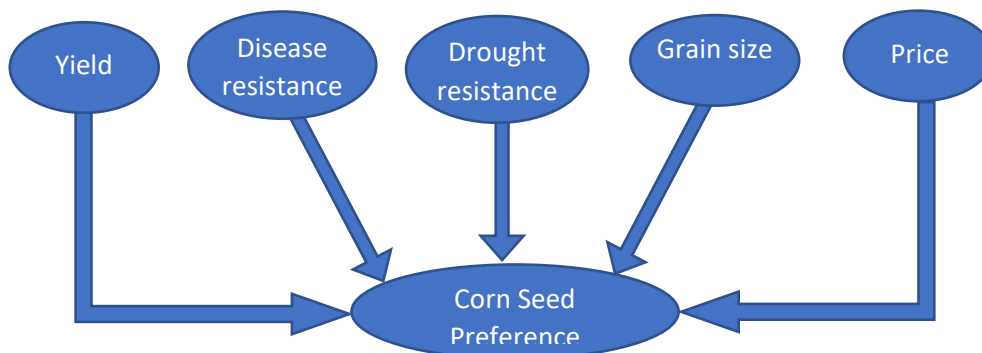 Yield
Disease
resistance
Drought
resistance
Grain size
Price
Corn Seed
Preference